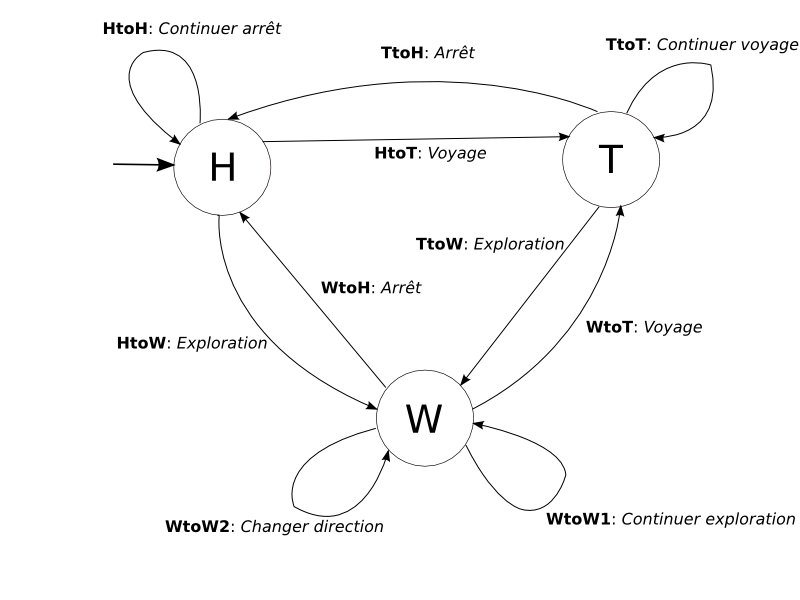 HtoH: Continuer arrêt
TtoT: Continuer voyage
TtoH: Arrêt
H
T
HtoT: Voyage
TtoW: Exploration
WtoH: Arrêt
WtoT: Voyage
HtoW: Exploration
W
WtoW1: Continuer exploration
WtoW2: Changer direction